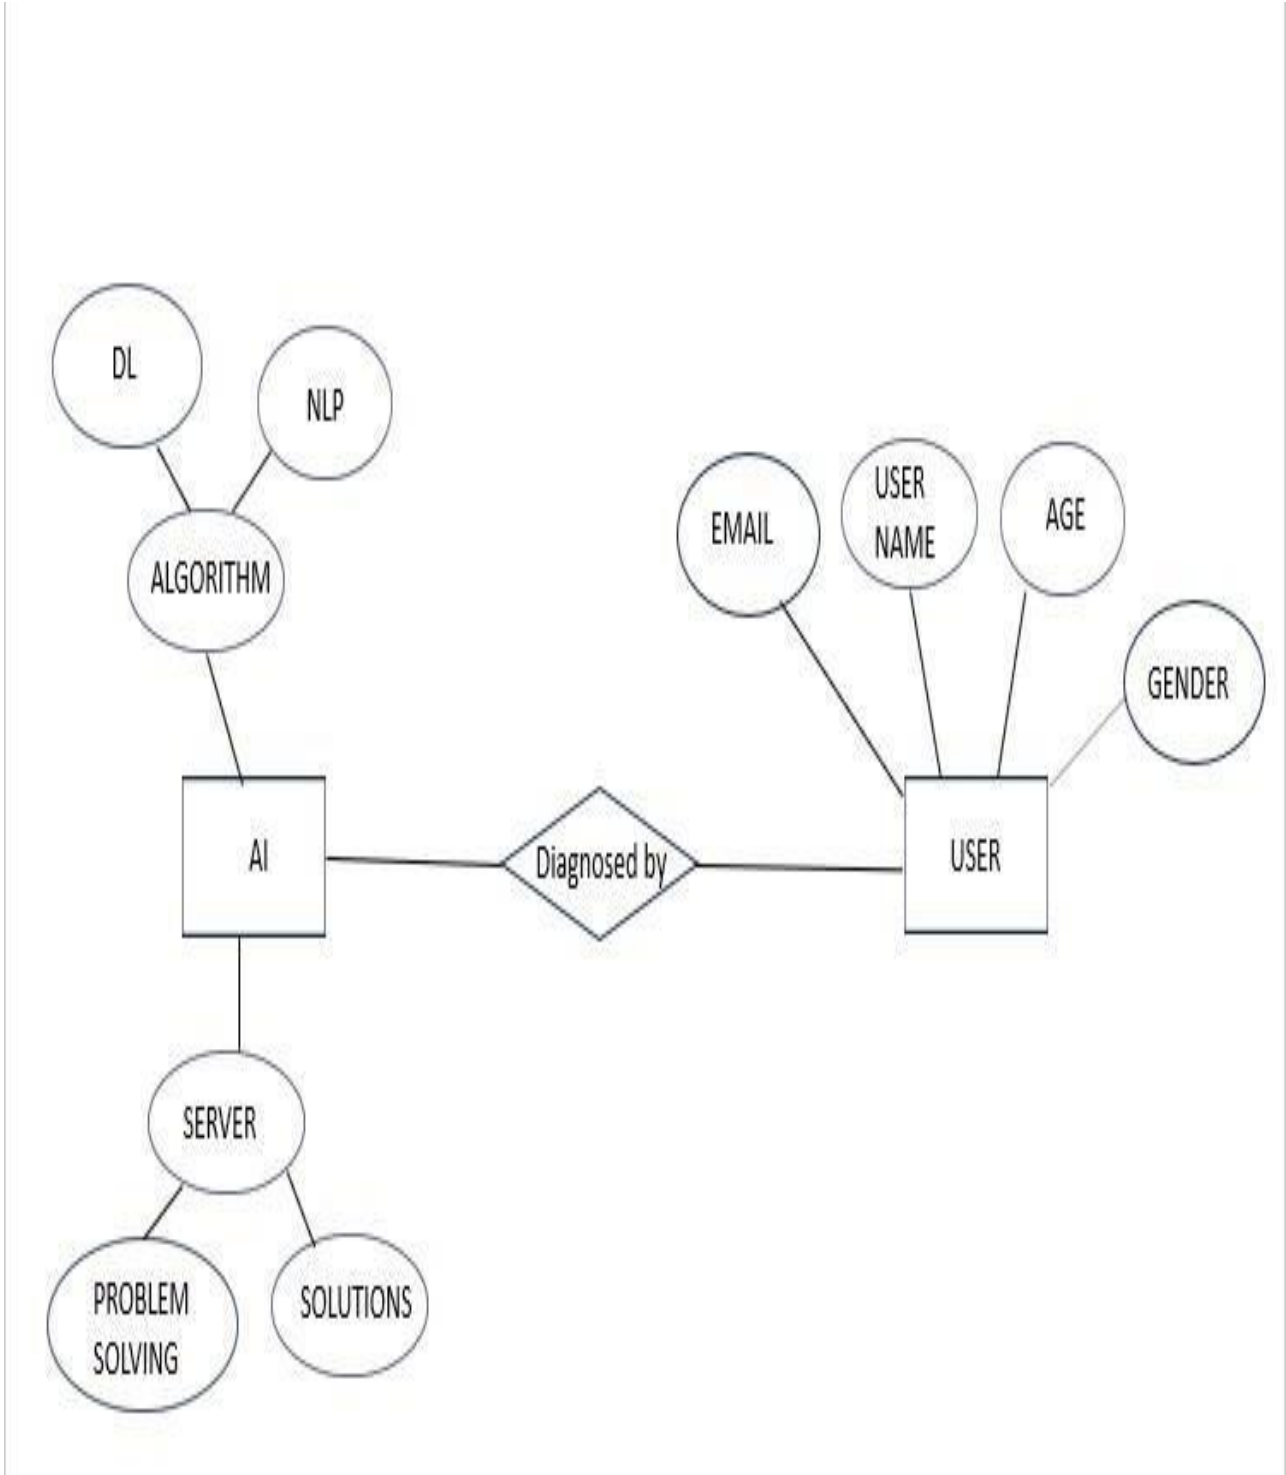 DL
NLP
ALGORITHM
EMAIL
USER
NAME
AGE
GENDER
AI
Diagnosed by
USER
SERVER
PROBLEM
SOLVING
SOLUTIONS